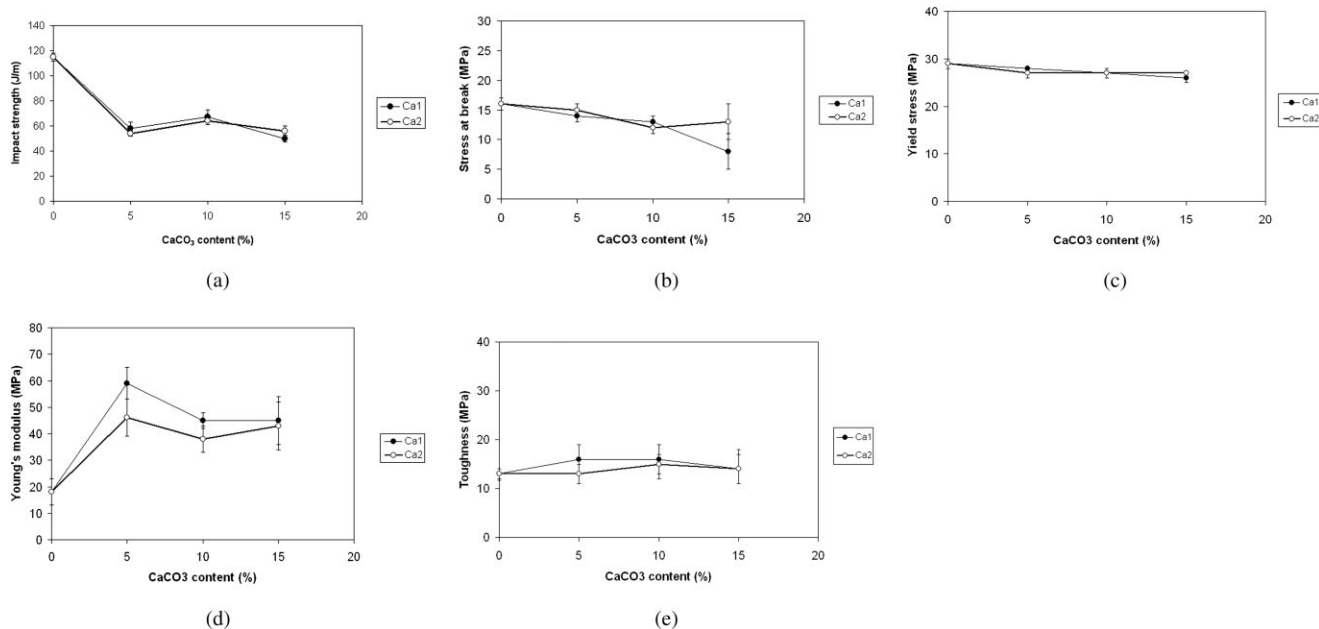 Impact strength (J/m)
140
120
100
80
60
40
20
0
0 5 10 15 20
CaCO₃ content (%)
Ca1
Ca2
(a)
Stress at break (MPa)
30
25
20
15
10
5
0
0 5 10 15 20
CaCO3 content (%)
Ca1
Ca2
(b)
Yield stress (MPa)
40
30
20
10
0
0 5 10 15 20
CaCO3 content (%)
Ca1
Ca2
(c)
Young's modulus (MPa)
80
70
60
50
40
30
20
10
0
0 5 10 15 20
CaCO3 content (%)
Ca1
Ca2
(d)
Toughness (MPa)
40
30
20
10
0
0 5 10 15 20
CaCO3 content (%)
Ca1
Ca2
(e)